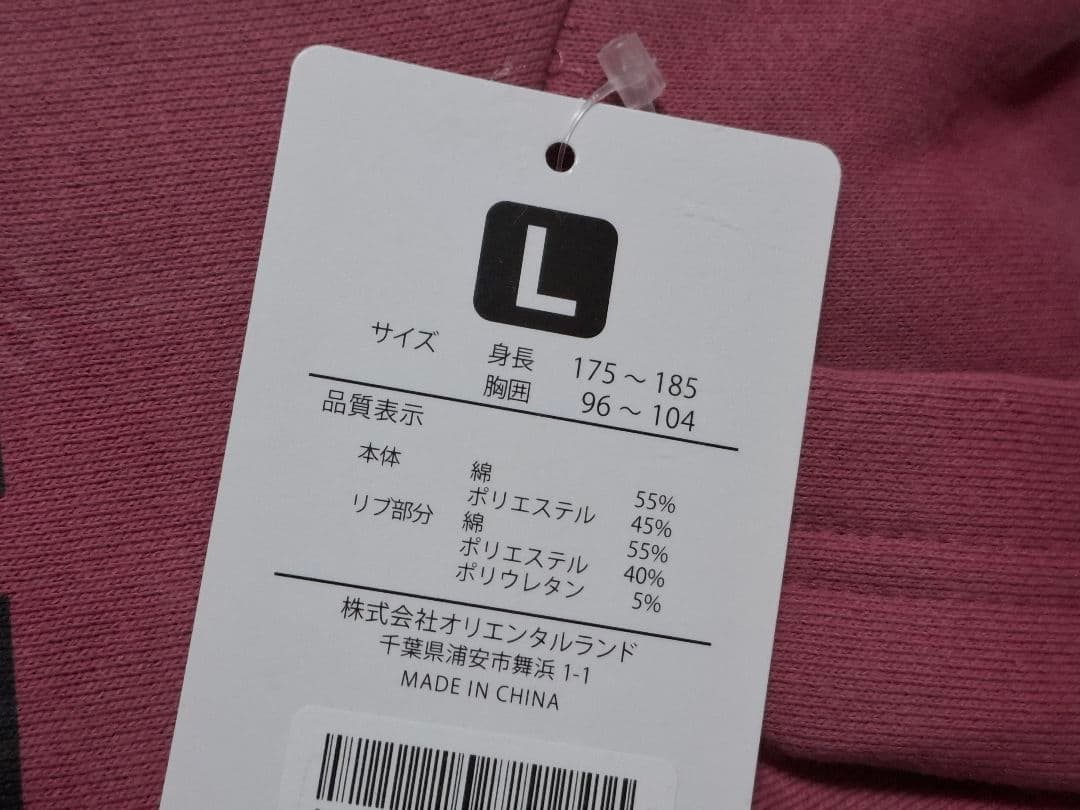 L
サイズ 身長 175～185
胸囲 96～104
品質表示
本体 綿 55%
ポリエステル 45%
リブ部分 綿 55%
ポリエステル 40%
ポリウレタン 5%
株式会社オリエンタルランド
千葉県浦安市舞浜 1-1
MADE IN CHINA